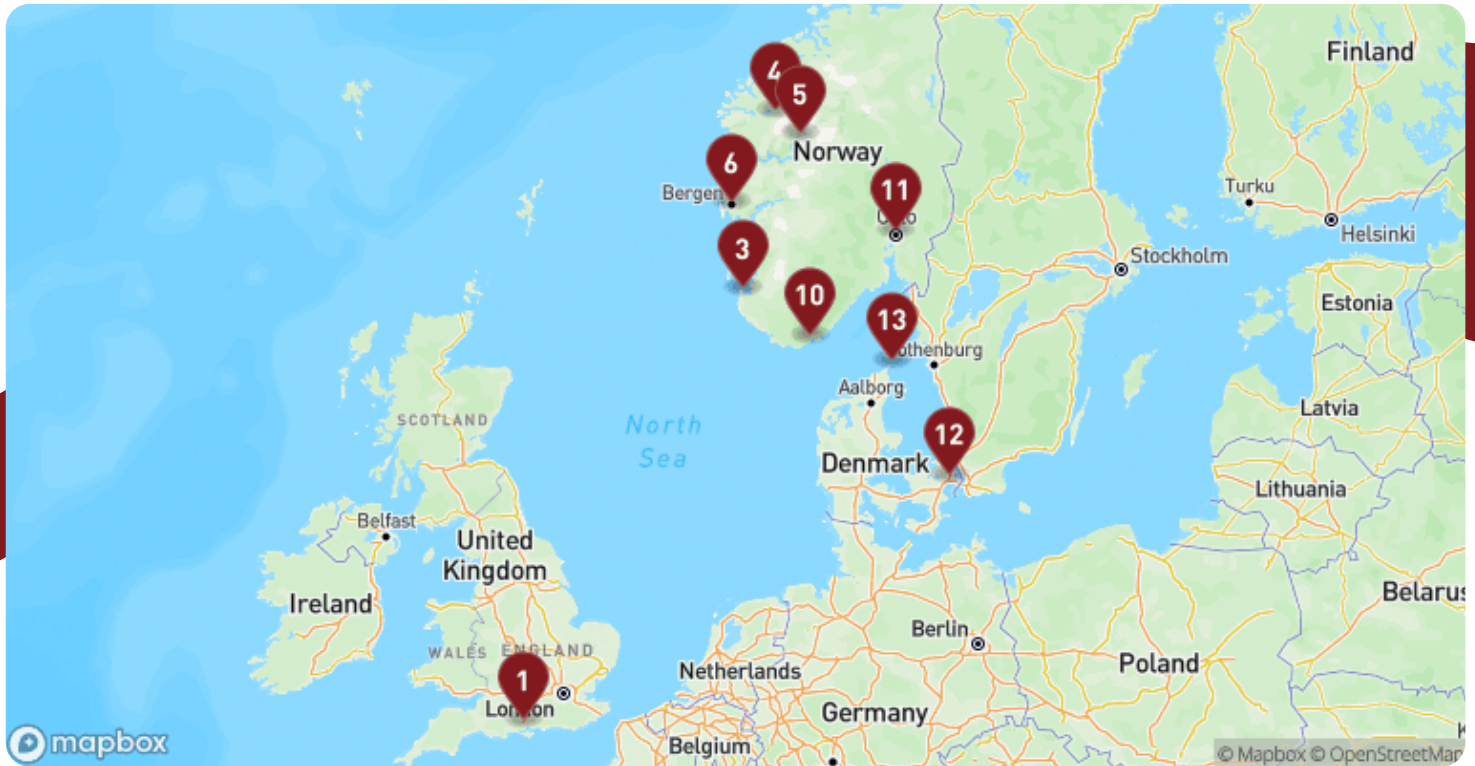 Finland
4
5
Norway
6
Bergen
11
Turku
Helsinki
3
Stockholm
10
Estonia
13
othenburg
Aalborg
SCOTLAND
North
Sea
12
Latvia
Denmark
Lithuania
Belfast
United
Kingdom
Belarus
Ireland
Berlin
WALES
ENGLAND
Netherlands
Poland
1
London
Germany
Belgium
mapbox
© Mapbox © OpenStreetMap